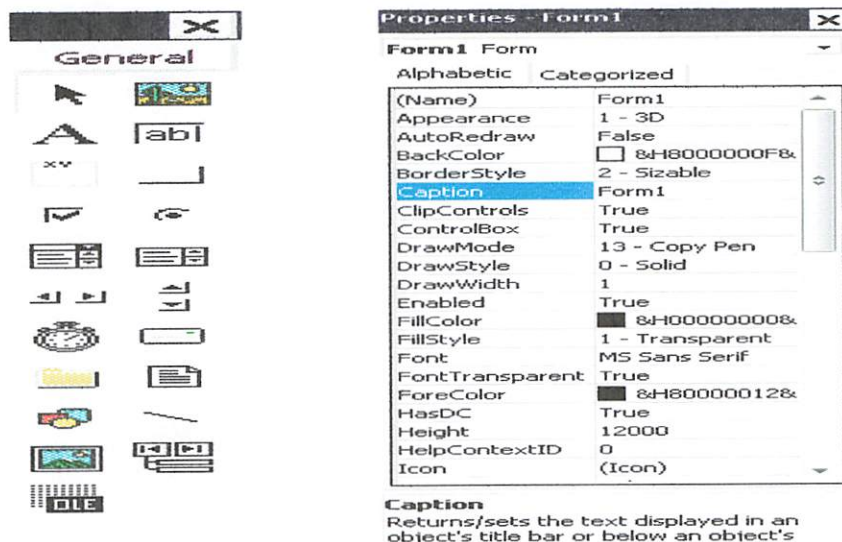 General
A
ab
xy
OLE
Properties - Form1
Form1 Form
Alphabetic Categorized
(Name) Form1
Appearance 1 - 3D
AutoRedraw False
BackColor &H8000000F&
BorderStyle 2 - Sizable
Caption Form1
ClipControls True
ControlBox True
DrawMode 13 - Copy Pen
DrawStyle 0 - Solid
DrawWidth 1
Enabled True
FillColor &H00000000&
FillStyle 1 - Transparent
Font MS Sans Serif
FontTransparent True
ForeColor &H80000012&
HasDC True
Height 12000
HelpContextID 0
Icon (Icon)
Caption
Returns/sets the text displayed in an
object's title bar or below an object's